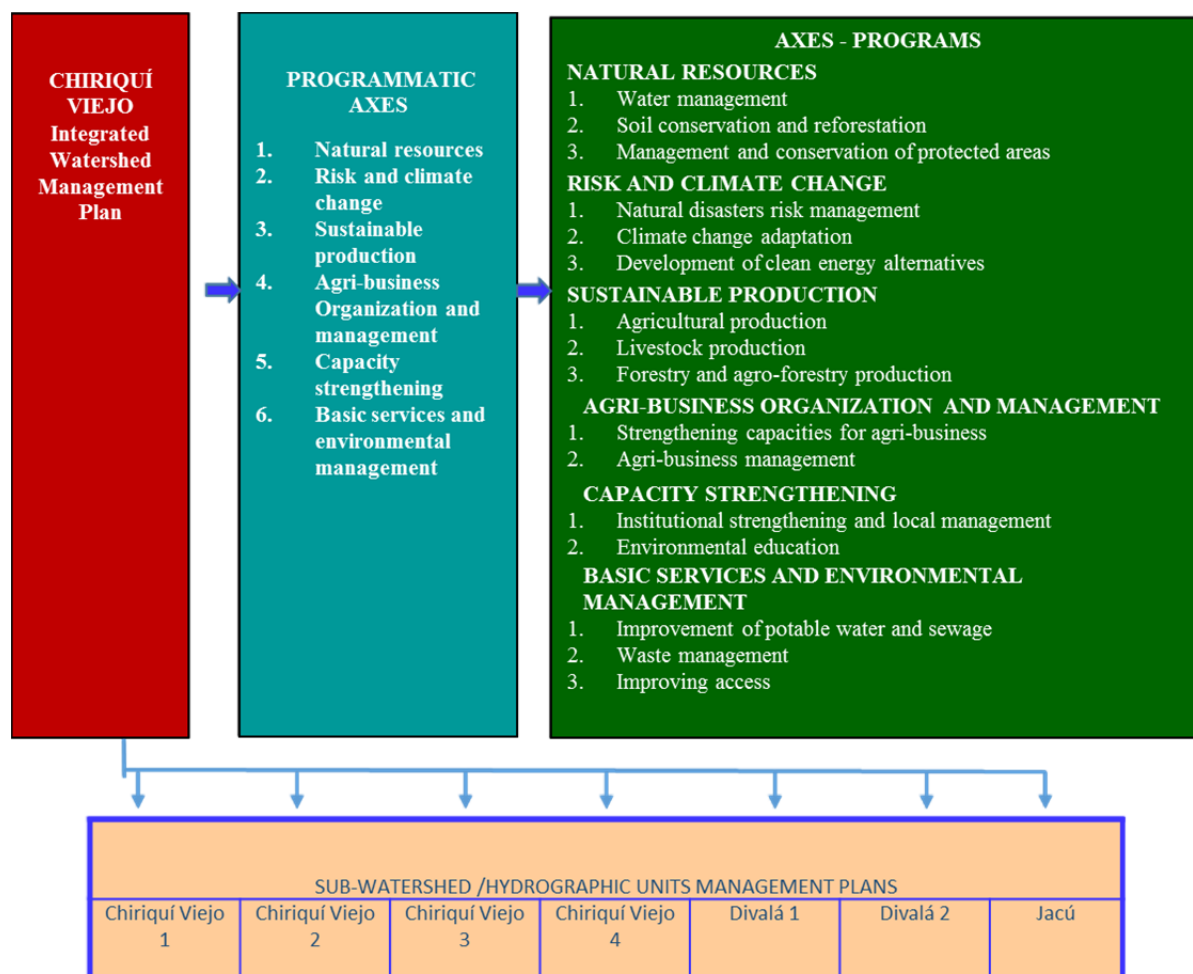 CHIRIQUÍ
VIEJO
Integrated
Watershed
Management
Plan
PROGRAMMATIC
AXES
1. Natural resources
2. Risk and climate
change
3. Sustainable
production
4. Agri-business
Organization and
management
5. Capacity
strengthening
6. Basic services and
environmental
management
AXES - PROGRAMS
NATURAL RESOURCES
1. Water management
2. Soil conservation and reforestation
3. Management and conservation of protected areas
RISK AND CLIMATE CHANGE
1. Natural disasters risk management
2. Climate change adaptation
3. Development of clean energy alternatives
SUSTAINABLE PRODUCTION
1. Agricultural production
2. Livestock production
3. Forestry and agro-forestry production
AGRI-BUSINESS ORGANIZATION AND MANAGEMENT
1. Strengthening capacities for agri-business
2. Agri-business management
CAPACITY STRENGTHENING
1. Institutional strengthening and local management
2. Environmental education
BASIC SERVICES AND ENVIRONMENTAL
MANAGEMENT
1. Improvement of potable water and sewage
2. Waste management
3. Improving access
SUB-WATERSHED /HYDROGRAPHIC UNITS MANAGEMENT PLANS
Chiriquí Viejo
1
Chiriquí Viejo
2
Chiriquí Viejo
3
Chiriquí Viejo
4
Divalá 1
Divalá 2
Jacú